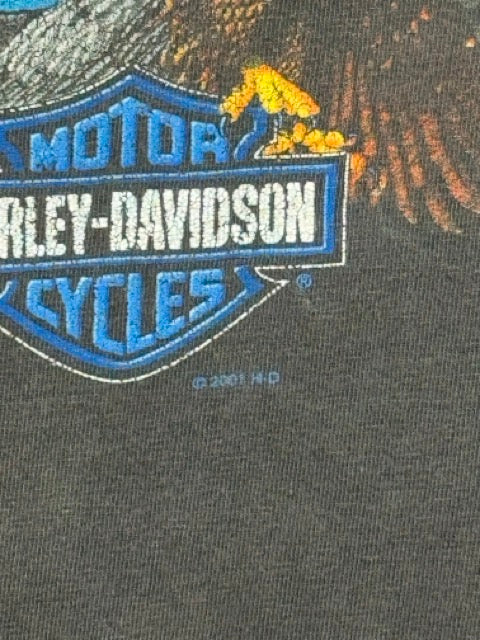 MOTOR
RLEY-DAVIDSON
CYCLES
®
© 2001 H-D